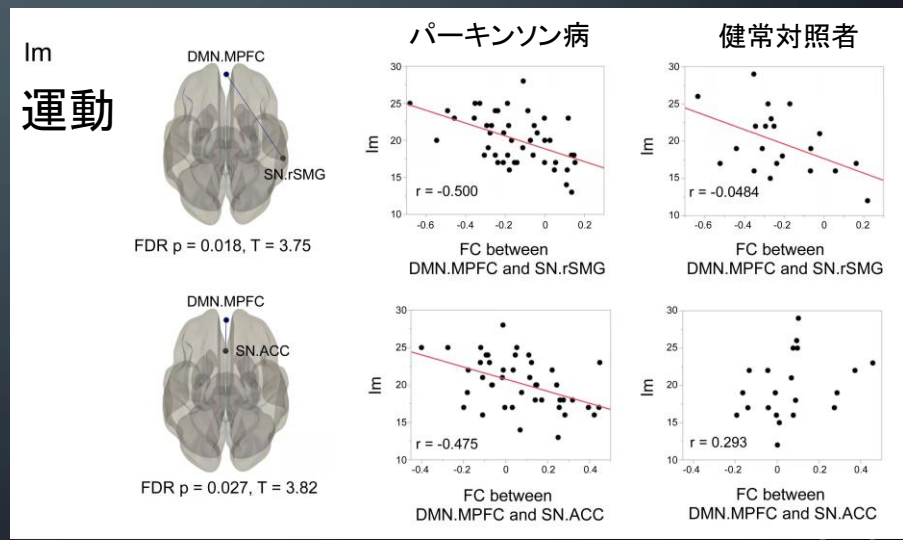 Im
運動
パーキンソン病
健常対照者
DMN.MPFC
SN.rSMG
FDR p = 0.018, T = 3.75
30
25
20
15
10
Im
r = -0.500
-0.6 -0.4 -0.2 0 0.2
FC between
DMN.MPFC and SN.rSMG
30
25
20
15
10
Im
r = -0.0484
-0.6 -0.4 -0.2 0 0.2
FC between
DMN.MPFC and SN.rSMG
DMN.MPFC
SN.ACC
FDR p = 0.027, T = 3.82
30
25
20
15
10
Im
r = -0.475
-0.4 -0.2 0 0.2 0.4
FC between
DMN.MPFC and SN.ACC
30
25
20
15
10
Im
r = 0.293
-0.4 -0.2 0 0.2 0.4
FC between
DMN.MPFC and SN.ACC